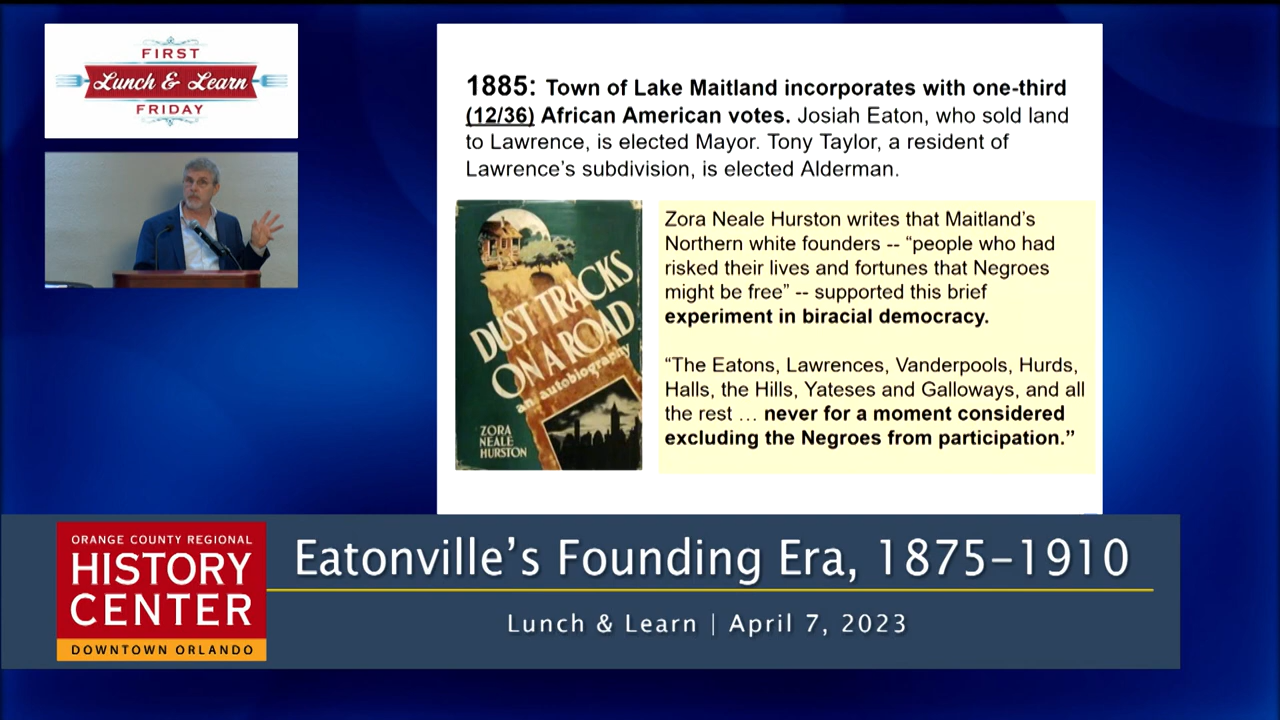 FIRST
Lunch & Learn
FRIDAY
1885: Town of Lake Maitland incorporates with one-third
(12/36) African American votes. Josiah Eaton, who sold land
to Lawrence, is elected Mayor. Tony Taylor, a resident of
Lawrence’s subdivision, is elected Alderman.
DUST TRACKS
ON A ROAD
an autobiography
ZORA
NEALE
HURSTON
Zora Neale Hurston writes that Maitland’s
Northern white founders -- “people who had
risked their lives and fortunes that Negroes
might be free” -- supported this brief
experiment in biracial democracy.
“The Eatons, Lawrences, Vanderpools, Hurds,
Halls, the Hills, Yateses and Galloways, and all
the rest … never for a moment considered
excluding the Negroes from participation.”
ORANGE COUNTY REGIONAL
HISTORY
CENTER
DOWNTOWN ORLANDO
Eatonville’s Founding Era, 1875–1910
Lunch & Learn | April 7, 2023